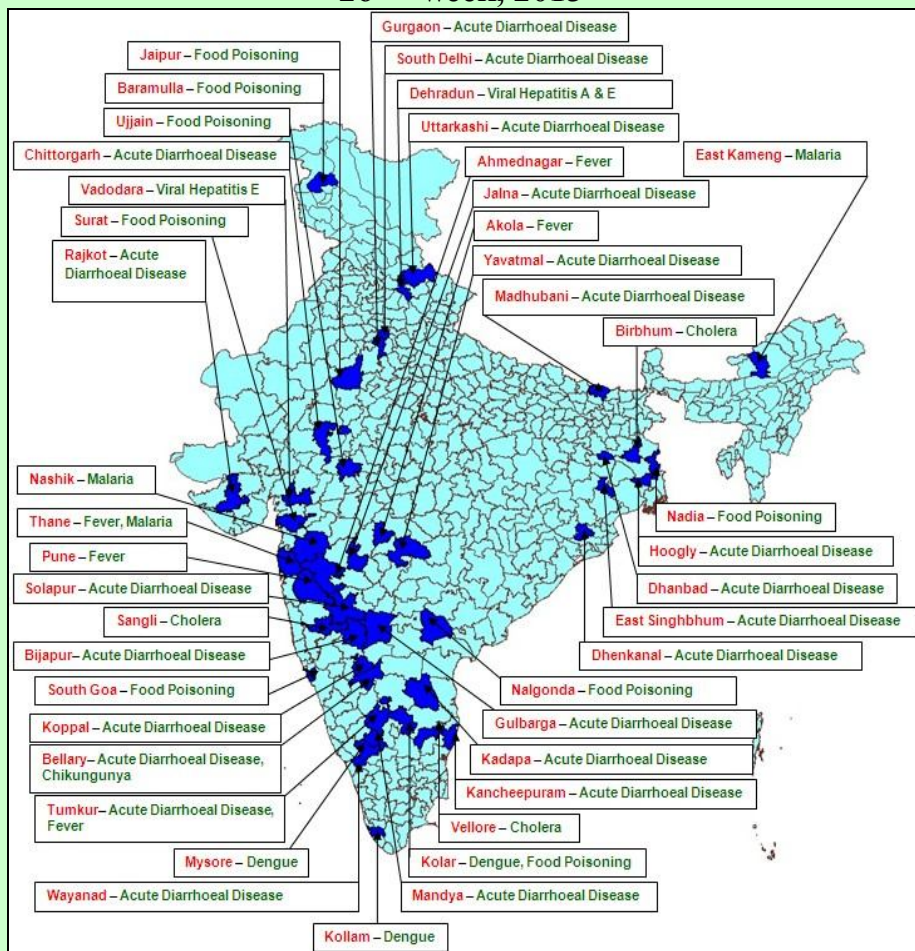 Gurgaon – Acute Diarrhoeal Disease
Jaipur – Food Poisoning
South Delhi – Acute Diarrhoeal Disease
Baramulla – Food Poisoning
Dehradun – Viral Hepatitis A & E
Ujjain – Food Poisoning
Uttarkashi – Acute Diarrhoeal Disease
Chittorgarh – Acute Diarrhoeal Disease
Ahmednagar – Fever
East Kameng – Malaria
Vadodara – Viral Hepatitis E
Jalna – Acute Diarrhoeal Disease
Surat – Food Poisoning
Akola – Fever
Rajkot – Acute
Diarrhoeal Disease
Yavatmal – Acute Diarrhoeal Disease
Madhubani – Acute Diarrhoeal Disease
Birbhum – Cholera
Nashik – Malaria
Thane – Fever, Malaria
Nadia – Food Poisoning
Pune – Fever
Hoogly – Acute Diarrhoeal Disease
Solapur – Acute Diarrhoeal Disease
Dhanbad – Acute Diarrhoeal Disease
Sangli – Cholera
East Singhbhum – Acute Diarrhoeal Disease
Bijapur – Acute Diarrhoeal Disease
Dhenkanal – Acute Diarrhoeal Disease
South Goa – Food Poisoning
Nalgonda – Food Poisoning
Koppal – Acute Diarrhoeal Disease
Gulbarga – Acute Diarrhoeal Disease
Bellary – Acute Diarrhoeal Disease,
Chikungunya
Kadapa – Acute Diarrhoeal Disease
Kancheepuram – Acute Diarrhoeal Disease
Tumkur – Acute Diarrhoeal Disease,
Fever
Vellore – Cholera
Mysore – Dengue
Kolar – Dengue, Food Poisoning
Wayanad – Acute Diarrhoeal Disease
Mandya – Acute Diarrhoeal Disease
Kollam – Dengue